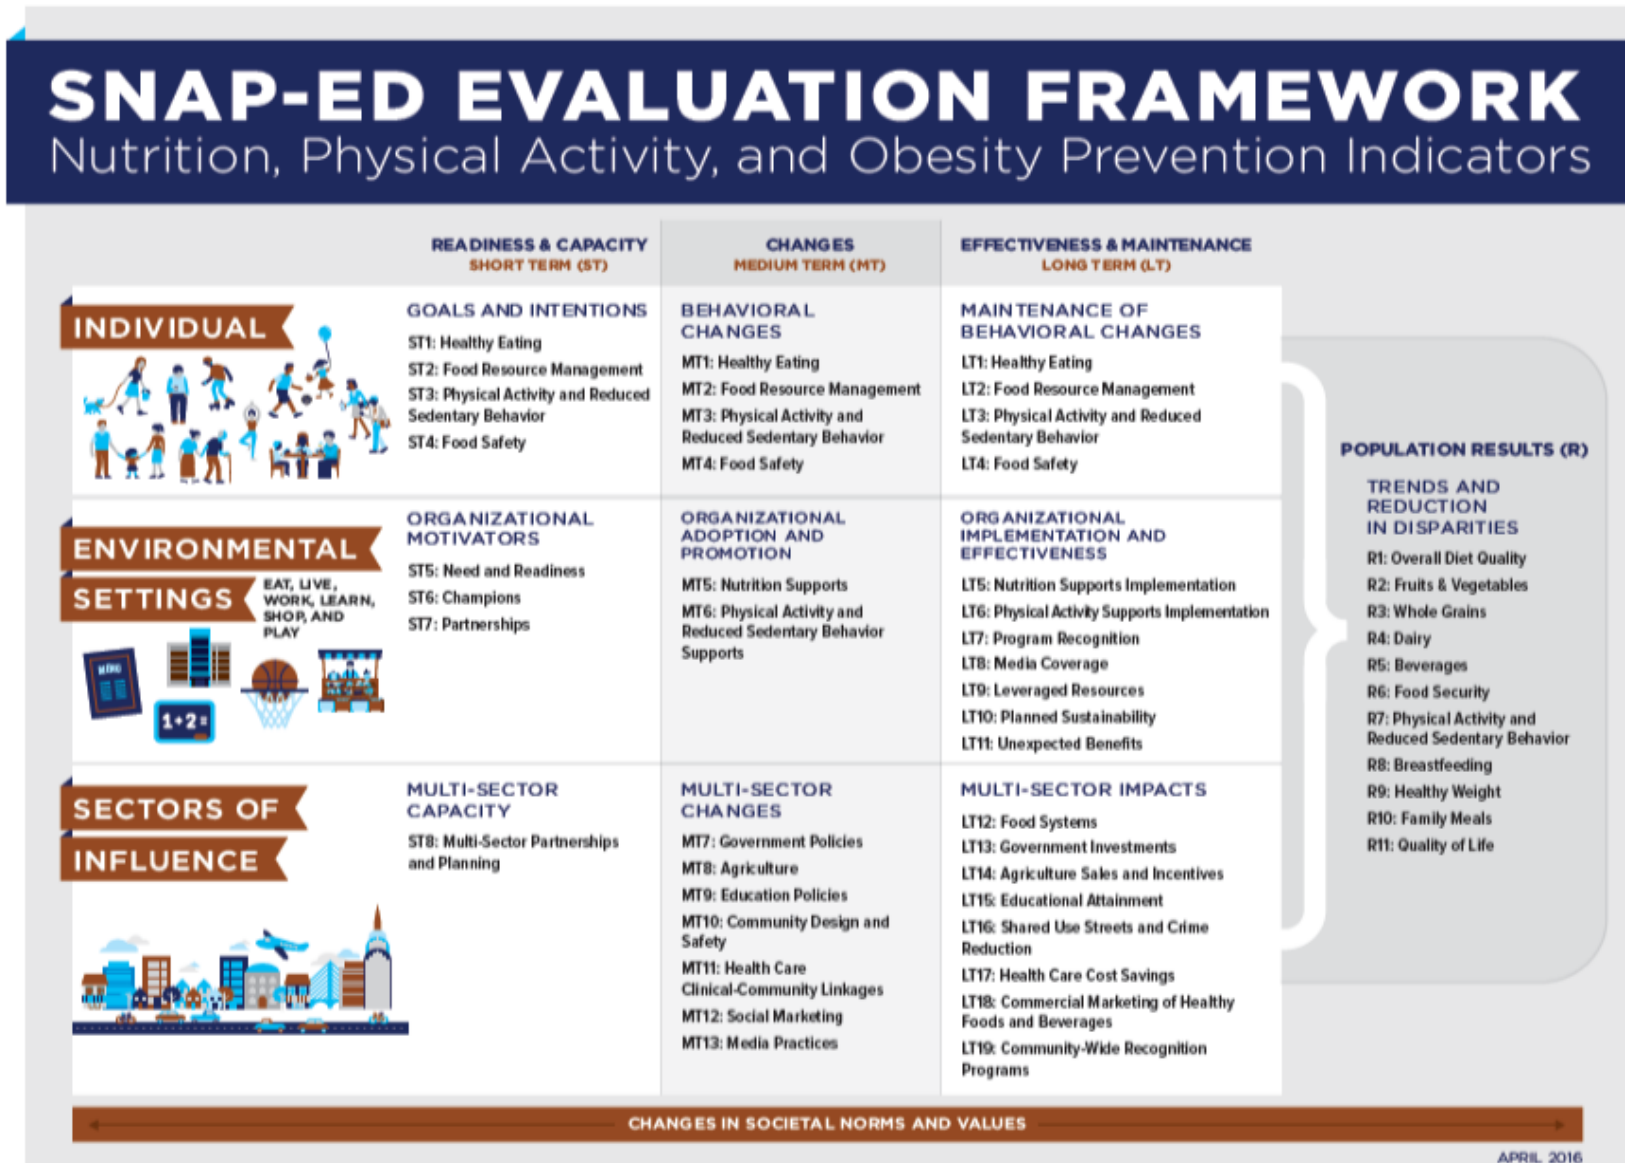 SNAP-ED EVALUATION FRAMEWORK
Nutrition, Physical Activity, and Obesity Prevention Indicators
READINESS & CAPACITY
SHORT TERM (ST)
CHANGES
MEDIUM TERM (MT)
EFFECTIVENESS & MAINTENANCE
LONG TERM (LT)
INDIVIDUAL
GOALS AND INTENTIONS
ST1: Healthy Eating
ST2: Food Resource Management
ST3: Physical Activity and Reduced
Sedentary Behavior
ST4: Food Safety
BEHAVIORAL
CHANGES
MT1: Healthy Eating
MT2: Food Resource Management
MT3: Physical Activity and
Reduced Sedentary Behavior
MT4: Food Safety
MAINTENANCE OF
BEHAVIORAL CHANGES
LT1: Healthy Eating
LT2: Food Resource Management
LT3: Physical Activity and Reduced
Sedentary Behavior
LT4: Food Safety
ENVIRONMENTAL
SETTINGS
EAT, LIVE,
WORK, LEARN,
SHOP, AND
PLAY
MENU
1+2=
ORGANIZATIONAL
MOTIVATORS
ST5: Need and Readiness
ST6: Champions
ST7: Partnerships
ORGANIZATIONAL
ADOPTION AND
PROMOTION
MT5: Nutrition Supports
MT6: Physical Activity and
Reduced Sedentary Behavior
Supports
ORGANIZATIONAL
IMPLEMENTATION AND
EFFECTIVENESS
LT5: Nutrition Supports Implementation
LT6: Physical Activity Supports Implementation
LT7: Program Recognition
LT8: Media Coverage
LT9: Leveraged Resources
LT10: Planned Sustainability
LT11: Unexpected Benefits
SECTORS OF
INFLUENCE
MULTI-SECTOR
CAPACITY
ST8: Multi-Sector Partnerships
and Planning
MULTI-SECTOR
CHANGES
MT7: Government Policies
MT8: Agriculture
MT9: Education Policies
MT10: Community Design and
Safety
MT11: Health Care
Clinical-Community Linkages
MT12: Social Marketing
MT13: Media Practices
MULTI-SECTOR IMPACTS
LT12: Food Systems
LT13: Government Investments
LT14: Agriculture Sales and Incentives
LT15: Educational Attainment
LT16: Shared Use Streets and Crime
Reduction
LT17: Health Care Cost Savings
LT18: Commercial Marketing of Healthy
Foods and Beverages
LT19: Community-Wide Recognition
Programs
POPULATION RESULTS (R)
TRENDS AND
REDUCTION
IN DISPARITIES
R1: Overall Diet Quality
R2: Fruits & Vegetables
R3: Whole Grains
R4: Dairy
R5: Beverages
R6: Food Security
R7: Physical Activity and
Reduced Sedentary Behavior
R8: Breastfeeding
R9: Healthy Weight
R10: Family Meals
R11: Quality of Life
CHANGES IN SOCIETAL NORMS AND VALUES
APRIL 2016